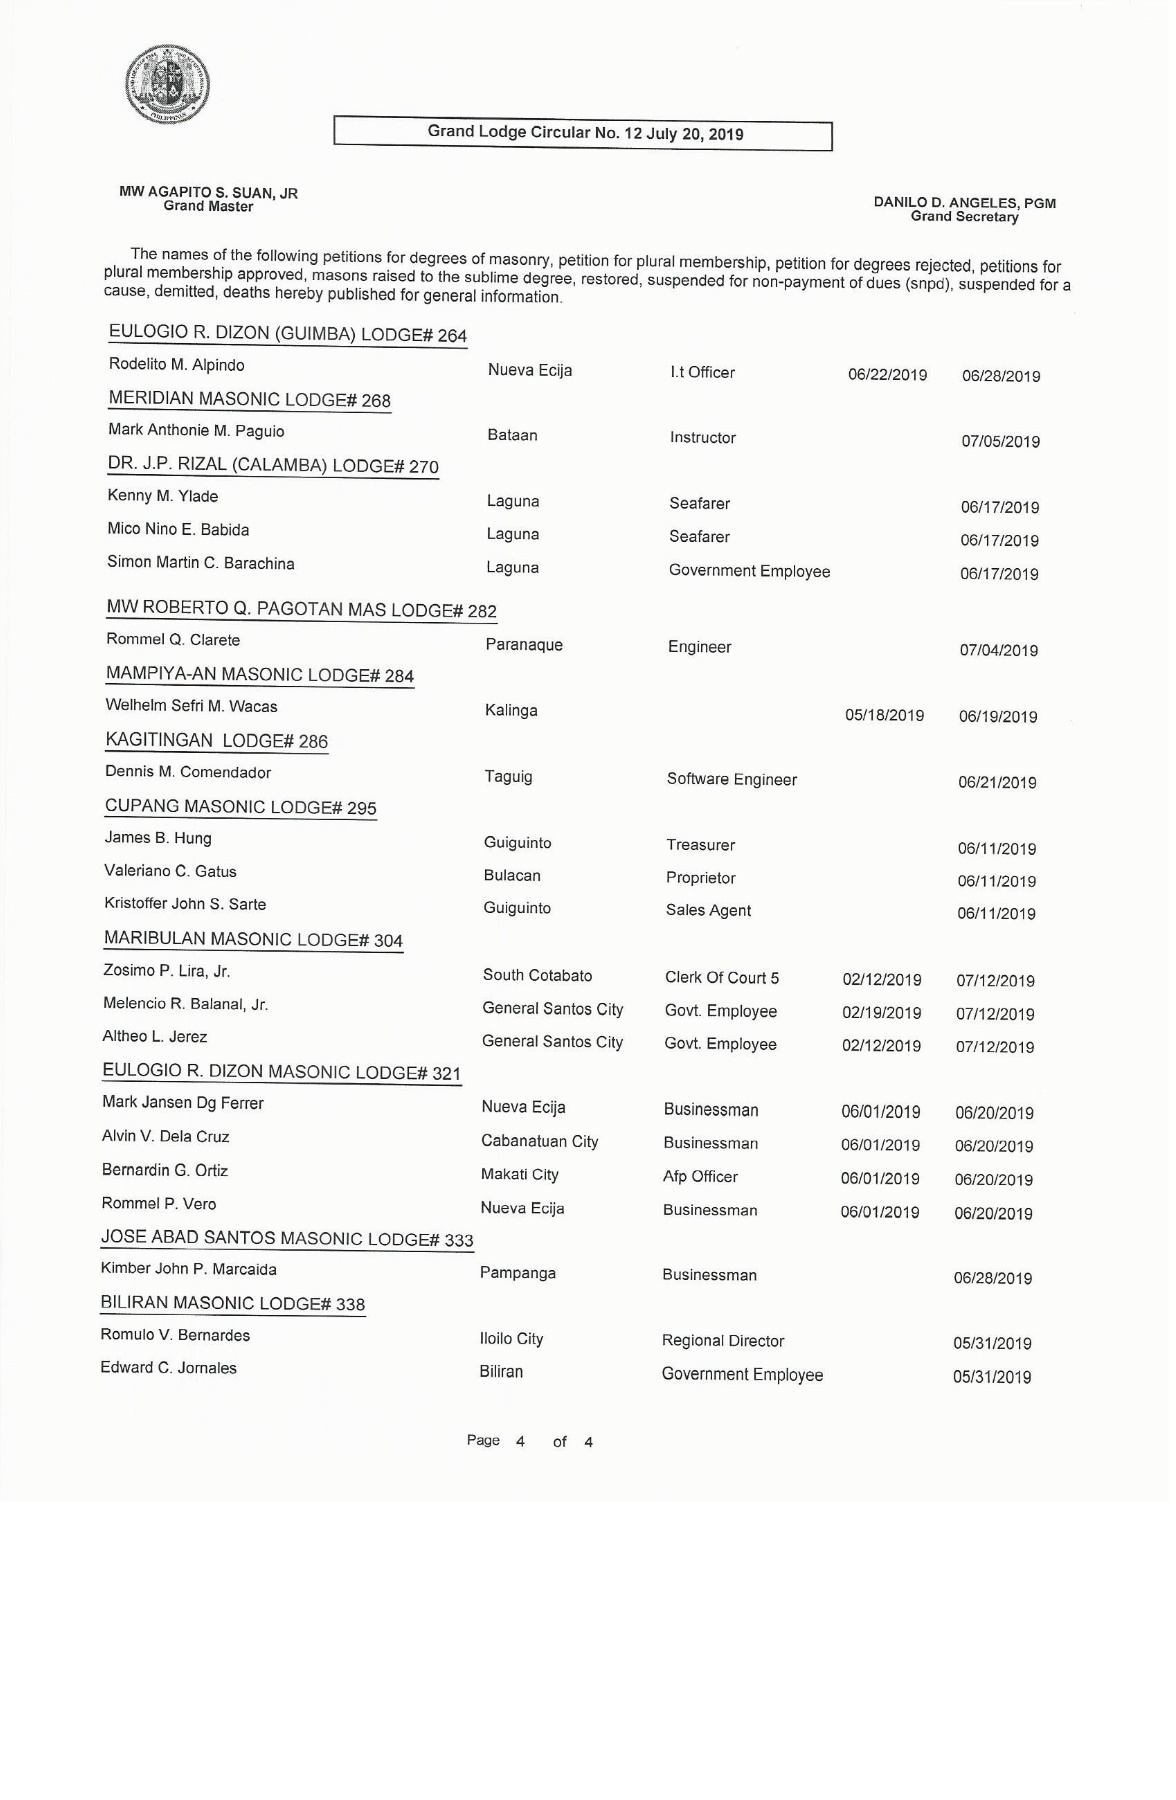 PHILIPPINES
Grand Lodge Circular No. 12 July 20, 2019
MW AGAPITO S. SUAN, JR
Grand Master
DANILO D. ANGELES, PGM
Grand Secretary
The names of the following petitions for degrees of masonry, petition for plural membership, petition for degrees rejected, petitions for
plural membership approved, masons raised to the sublime degree, restored, suspended for non-payment of dues (snpd), suspended for a
cause, demitted, deaths hereby published for general information.
EULOGIO R. DIZON (GUIMBA) LODGE# 264
Rodelito M. Alpindo Nueva Ecija I.t Officer 06/22/2019 06/28/2019
MERIDIAN MASONIC LODGE# 268
Mark Anthonie M. Paguio Bataan Instructor 07/05/2019
DR. J.P. RIZAL (CALAMBA) LODGE# 270
Kenny M. Ylade Laguna Seafarer 06/17/2019
Mico Nino E. Babida Laguna Seafarer 06/17/2019
Simon Martin C. Barachina Laguna Government Employee 06/17/2019
MW ROBERTO Q. PAGOTAN MAS LODGE# 282
Rommel Q. Clarete Paranaque Engineer 07/04/2019
MAMPIYA-AN MASONIC LODGE# 284
Welhelm Sefri M. Wacas Kalinga 05/18/2019 06/19/2019
KAGITINGAN LODGE# 286
Dennis M. Comendador Taguig Software Engineer 06/21/2019
CUPANG MASONIC LODGE# 295
James B. Hung Guiguinto Treasurer 06/11/2019
Valeriano C. Gatus Bulacan Proprietor 06/11/2019
Kristoffer John S. Sarte Guiguinto Sales Agent 06/11/2019
MARIBULAN MASONIC LODGE# 304
Zosimo P. Lira, Jr. South Cotabato Clerk Of Court 5 02/12/2019 07/12/2019
Melencio R. Balanal, Jr. General Santos City Govt. Employee 02/19/2019 07/12/2019
Altheo L. Jerez General Santos City Govt. Employee 02/12/2019 07/12/2019
EULOGIO R. DIZON MASONIC LODGE# 321
Mark Jansen Dg Ferrer Nueva Ecija Businessman 06/01/2019 06/20/2019
Alvin V. Dela Cruz Cabanatuan City Businessman 06/01/2019 06/20/2019
Bernardin G. Ortiz Makati City Afp Officer 06/01/2019 06/20/2019
Rommel P. Vero Nueva Ecija Businessman 06/01/2019 06/20/2019
JOSE ABAD SANTOS MASONIC LODGE# 333
Kimber John P. Marcaida Pampanga Businessman 06/28/2019
BILIRAN MASONIC LODGE# 338
Romulo V. Bernardes Iloilo City Regional Director 05/31/2019
Edward C. Jornales Biliran Government Employee 05/31/2019
Page 4 of 4